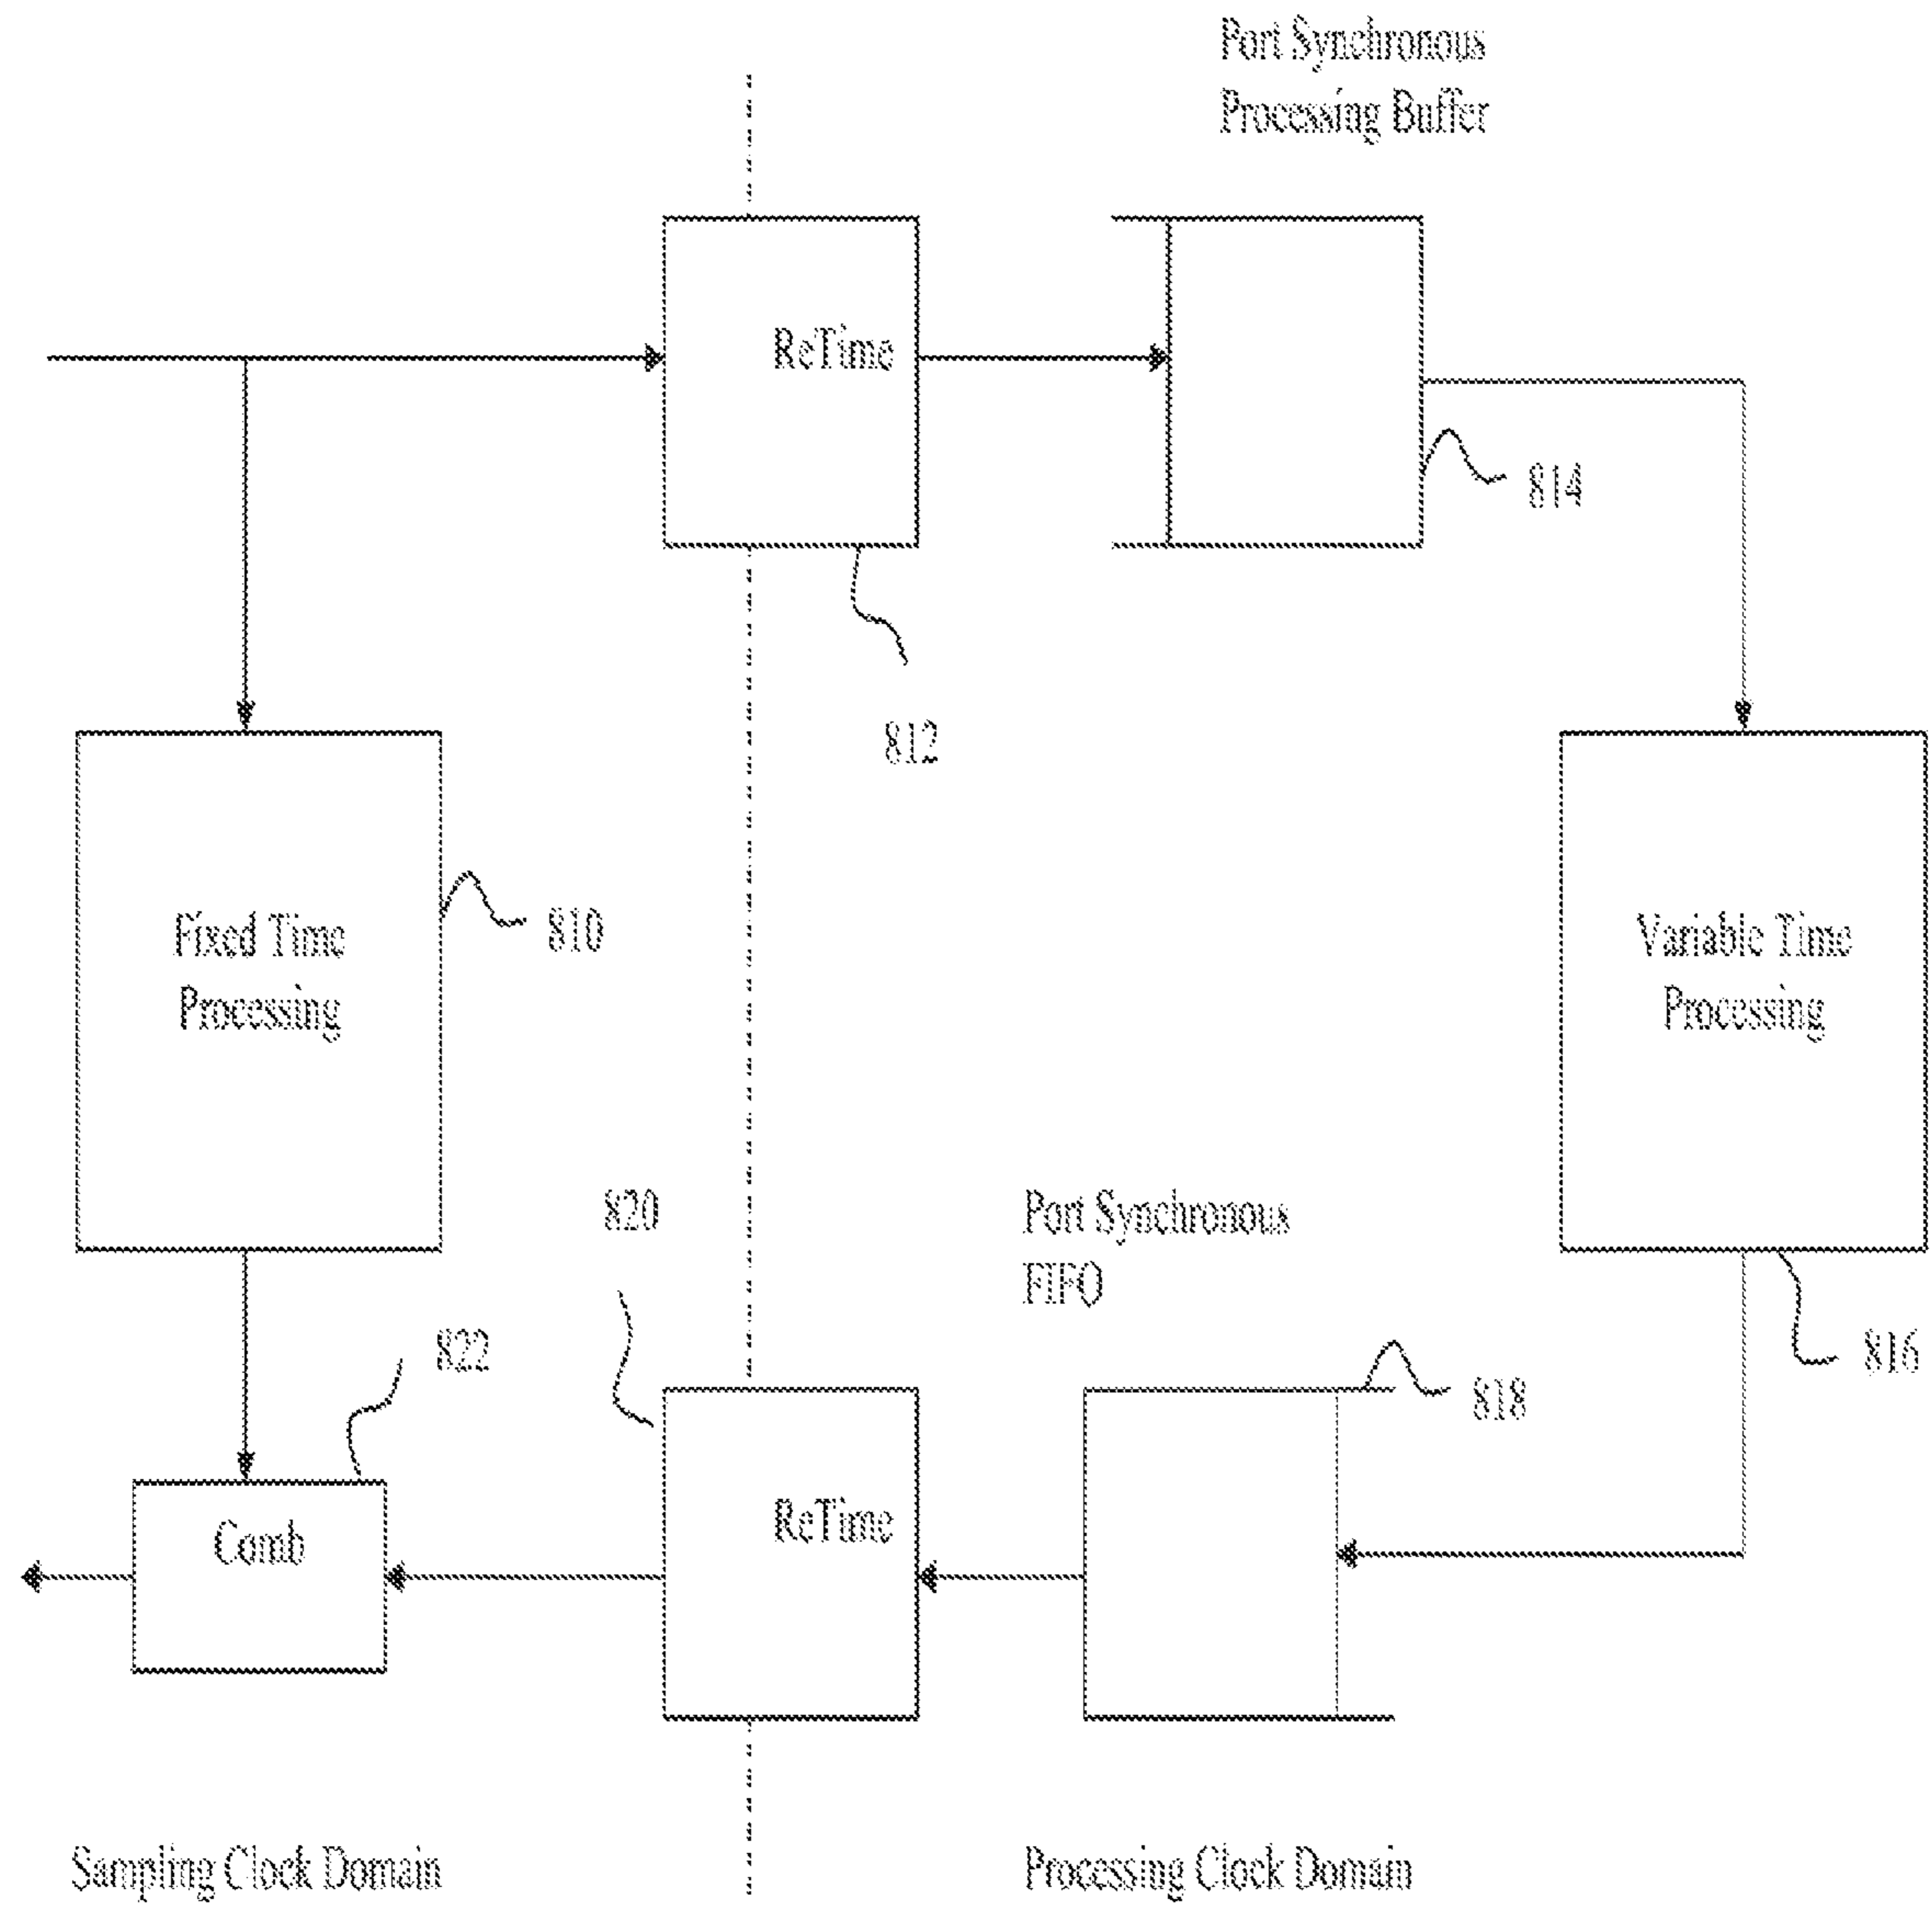 Port Synchronous
Processing Buffer
ReTime
814
812
Fixed Time
Processing
810
Variable Time
Processing
820
Port Synchronous
FIFO
822
816
818
Comb
ReTime
Sampling Clock Domain
Processing Clock Domain